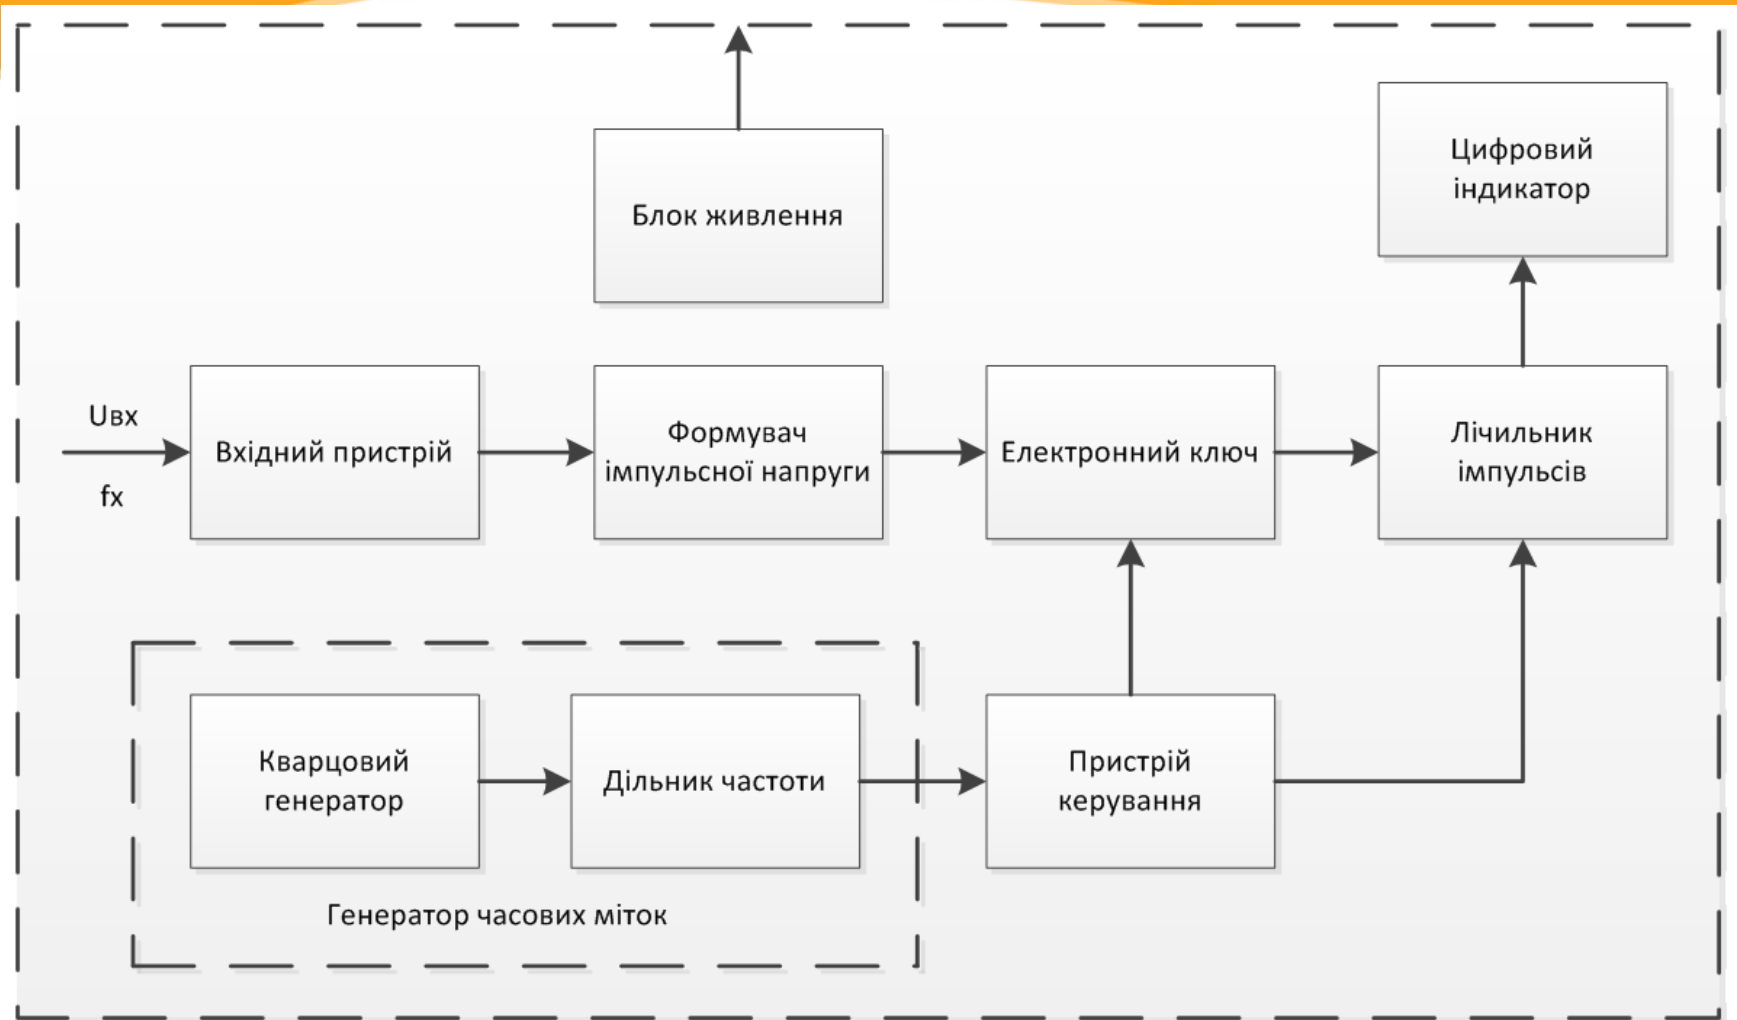 Блок живлення
Цифровий
індикатор
Uвх
fx
Вхідний пристрій
Формувач
імпульсної напруги
Електронний ключ
Лічильник
імпульсів
Кварцовий
генератор
Дільник частоти
Пристрій
керування
Генератор часових міток